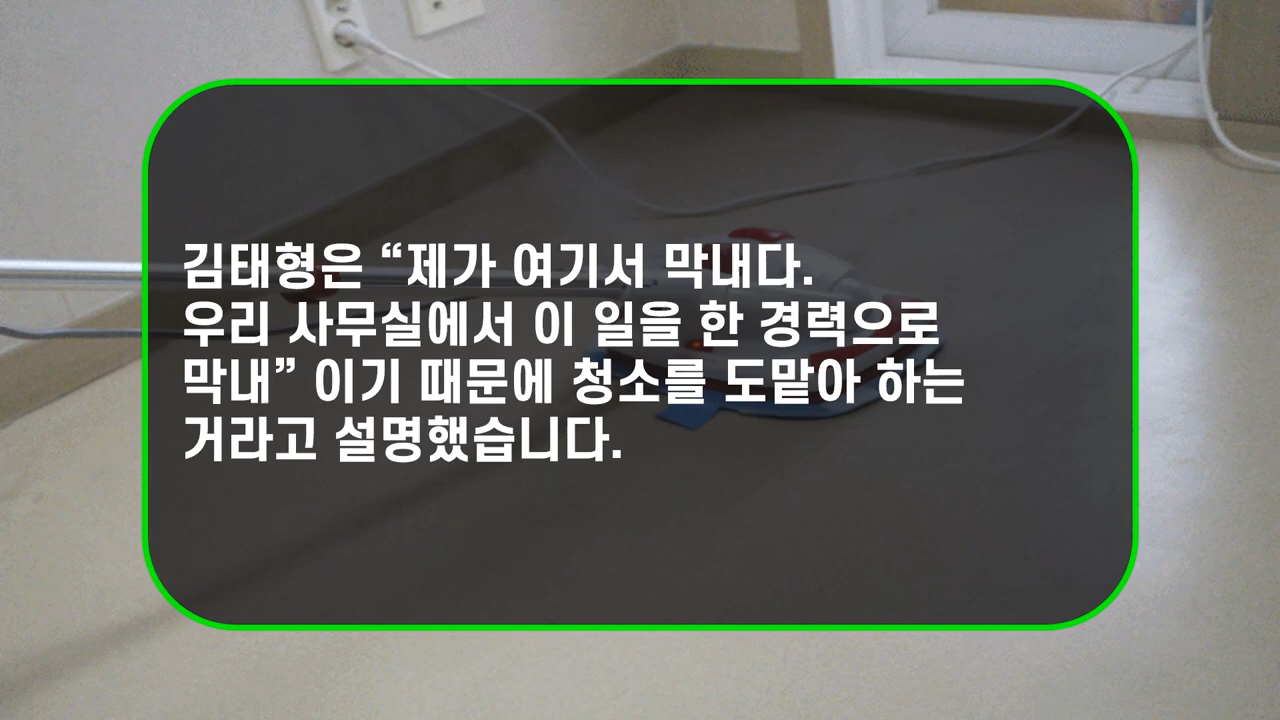 김태형은 “제가 여기서 막내다.
우리 사무실에서 이 일을 한 경력으로
막내” 이기 때문에 청소를 도맡아 하는
거라고 설명했습니다.